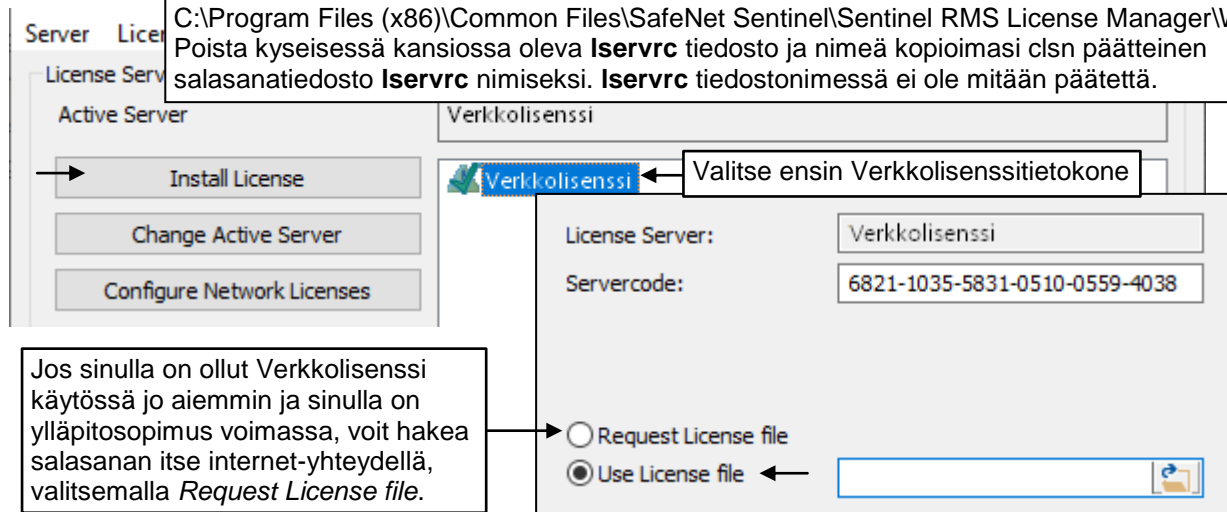 C:\Program Files (x86)\Common Files\SafeNet Sentinel\Sentinel RMS License Manager\
Poista kyseisessä kansiossa oleva lservrc tiedosto ja nimeä kopioimasi clsn päätteinen
salasanatiedosto lservrc nimiseksi. lservrc tiedostonimessä ei ole mitään päätettä.
Server
License Serv
Active Server
Verkkolisenssi
Install License
Verkkolisenssi
Valitse ensin Verkkolisenssitietokone
Change Active Server
Configure Network Licenses
License Server:
Verkkolisenssi
Servercode:
6821-1035-5831-0510-0559-4038
Jos sinulla on ollut Verkkolisenssi
käytössä jo aiemmin ja sinulla on
ylläpitosopimus voimassa, voit hakea
salasanan itse internet-yhteydellä,
valitsemalla Request License file.
Request License file
Use License file